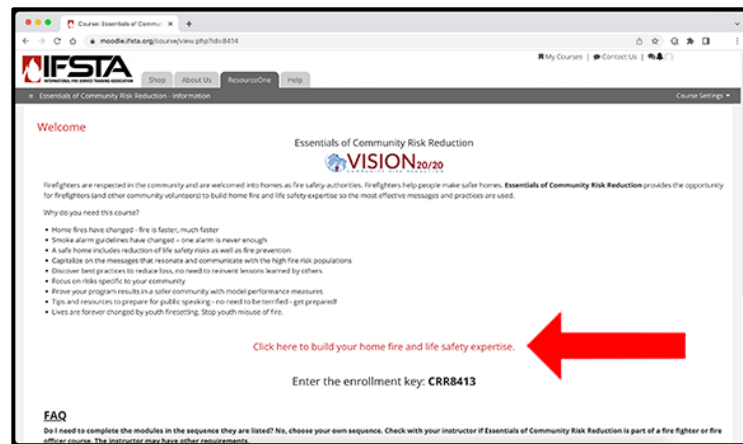 Course: Essentials of Commun
moodle.ifsta.org/course/view.php?id=8414
My Courses | Contact Us |
IFSTA
INTERNATIONAL FIRE SERVICE TRAINING ASSOCIATION
Shop About Us ResourceOne Help
Essentials of Community Risk Reduction - Information Course Settings
Welcome
Essentials of Community Risk Reduction
VISION 20/20
COMMUNITY RISK REDUCTION
Firefighters are respected in the community and are welcomed into homes as fire safety authorities. Firefighters help people make safer homes. Essentials of Community Risk Reduction provides the opportunity
for firefighters (and other community volunteers) to build home fire and life safety expertise so the most effective messages and practices are used.
Why do you need this course?
• Home fires have changed - fire is faster, much faster
• Smoke alarm guidelines have changed – one alarm is never enough
• A safe home includes reduction of life safety risks as well as fire prevention
• Capitalize on the messages that resonate and communicate with the high fire risk populations
• Discover best practices to reduce loss, no need to reinvent lessons learned by others
• Focus on risks specific to your community
• Prove your program results in a safer community with model performance measures
• Tips and resources to prepare for public speaking - no need to be terrified - get prepared!
• Lives are forever changed by youth firesetting. Stop youth misuse of fire.
Click here to build your home fire and life safety expertise.
Enter the enrollment key: CRR8413
FAQ
Do I need to complete the modules in the sequence they are listed? No, choose your own sequence. Check with your instructor if Essentials of Community Risk Reduction is part of a fire fighter or fire
officer course. The instructor may have other requirements.